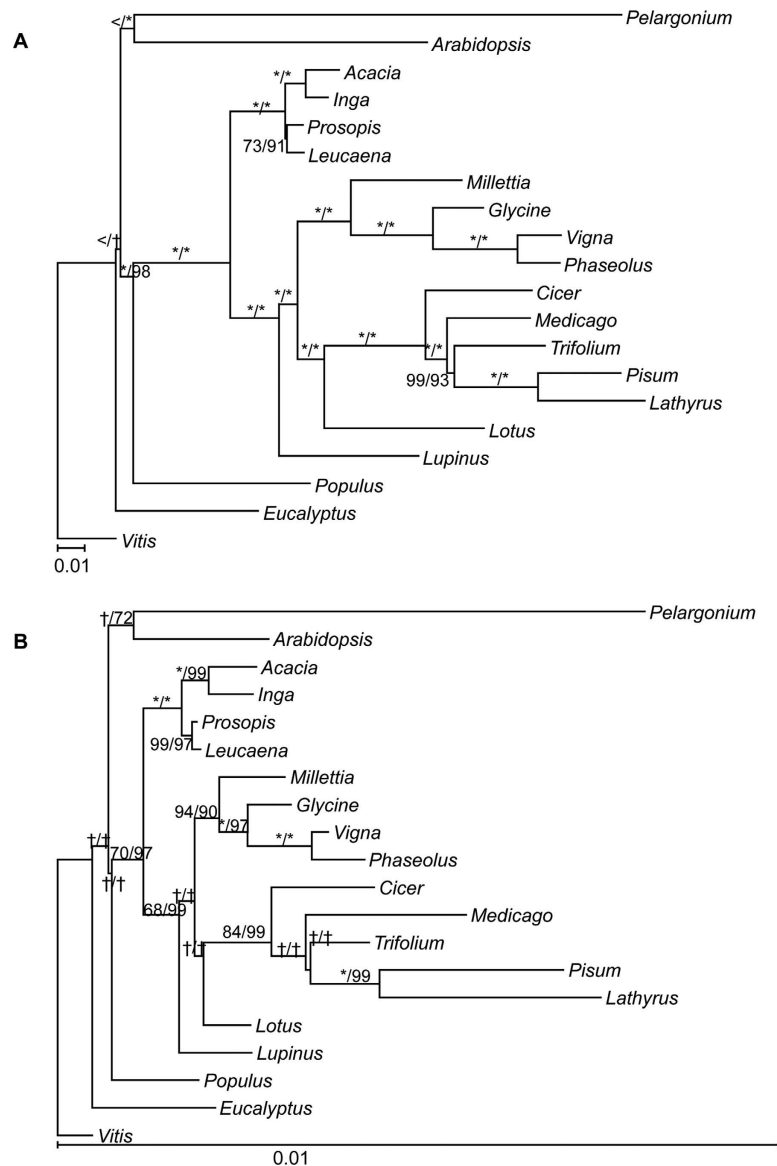 </*
Pelargonium
A
Arabidopsis
*/*
Acacia
*/*
Inga
Prosopis
73/91
Leucaena
Millettia
*/*
Glycine
*/*
</†
*/*
Vigna
*/*
*/98
Phaseolus
*/*
Cicer
*/*
Medicago
*/*
*/*
*/*
Trifolium
99/93
*/*
Pisum
Lathyrus
Lotus
Lupinus
Populus
Eucalyptus
Vitis
0.01
†/72
Pelargonium
B
Arabidopsis
*/99
Acacia
*/*
Inga
Prosopis
99/97
Leucaena
Millettia
94/90
Glycine
*/97
†/†
*/*
Vigna
70/97
Phaseolus
†/†
†/†
Cicer
68/99
Medicago
84/99
†/†
†/†
†/†
Trifolium
*/99
Pisum
Lathyrus
Lotus
Lupinus
Populus
Eucalyptus
Vitis
0.01